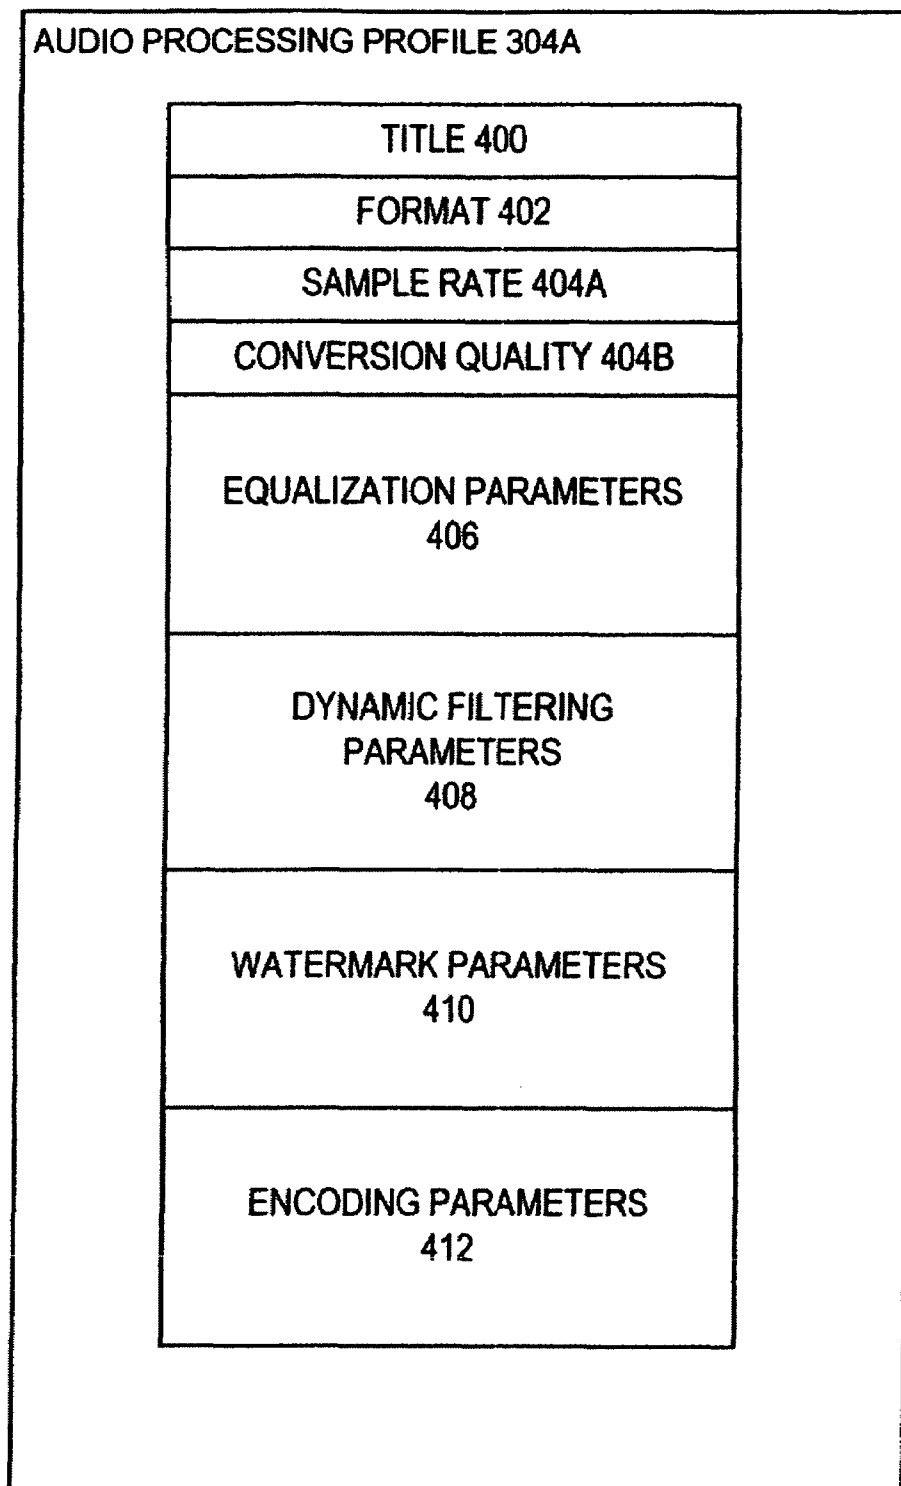 AUDIO PROCESSING PROFILE 304A
TITLE 400
FORMAT 402
SAMPLE RATE 404A
CONVERSION QUALITY 404B
EQUALIZATION PARAMETERS
406
DYNAMIC FILTERING
PARAMETERS
408
WATERMARK PARAMETERS
410
ENCODING PARAMETERS
412